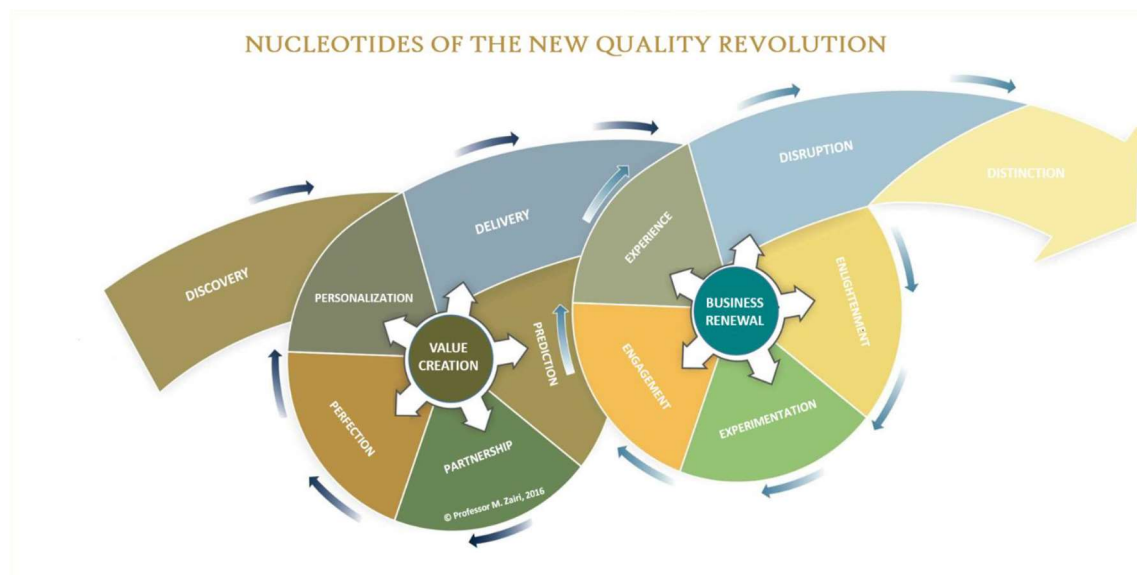 NUCLEOTIDES OF THE NEW QUALITY REVOLUTION
DISCOVERY
PERSONALIZATION
DELIVERY
PREDICTION
PARTNERSHIP
PERFECTION
VALUE
CREATION
© Professor M. Zairi, 2016
EXPERIENCE
DISRUPTION
DISTINCTION
ENLIGHTENMENT
EXPERIMENTATION
ENGAGEMENT
BUSINESS
RENEWAL